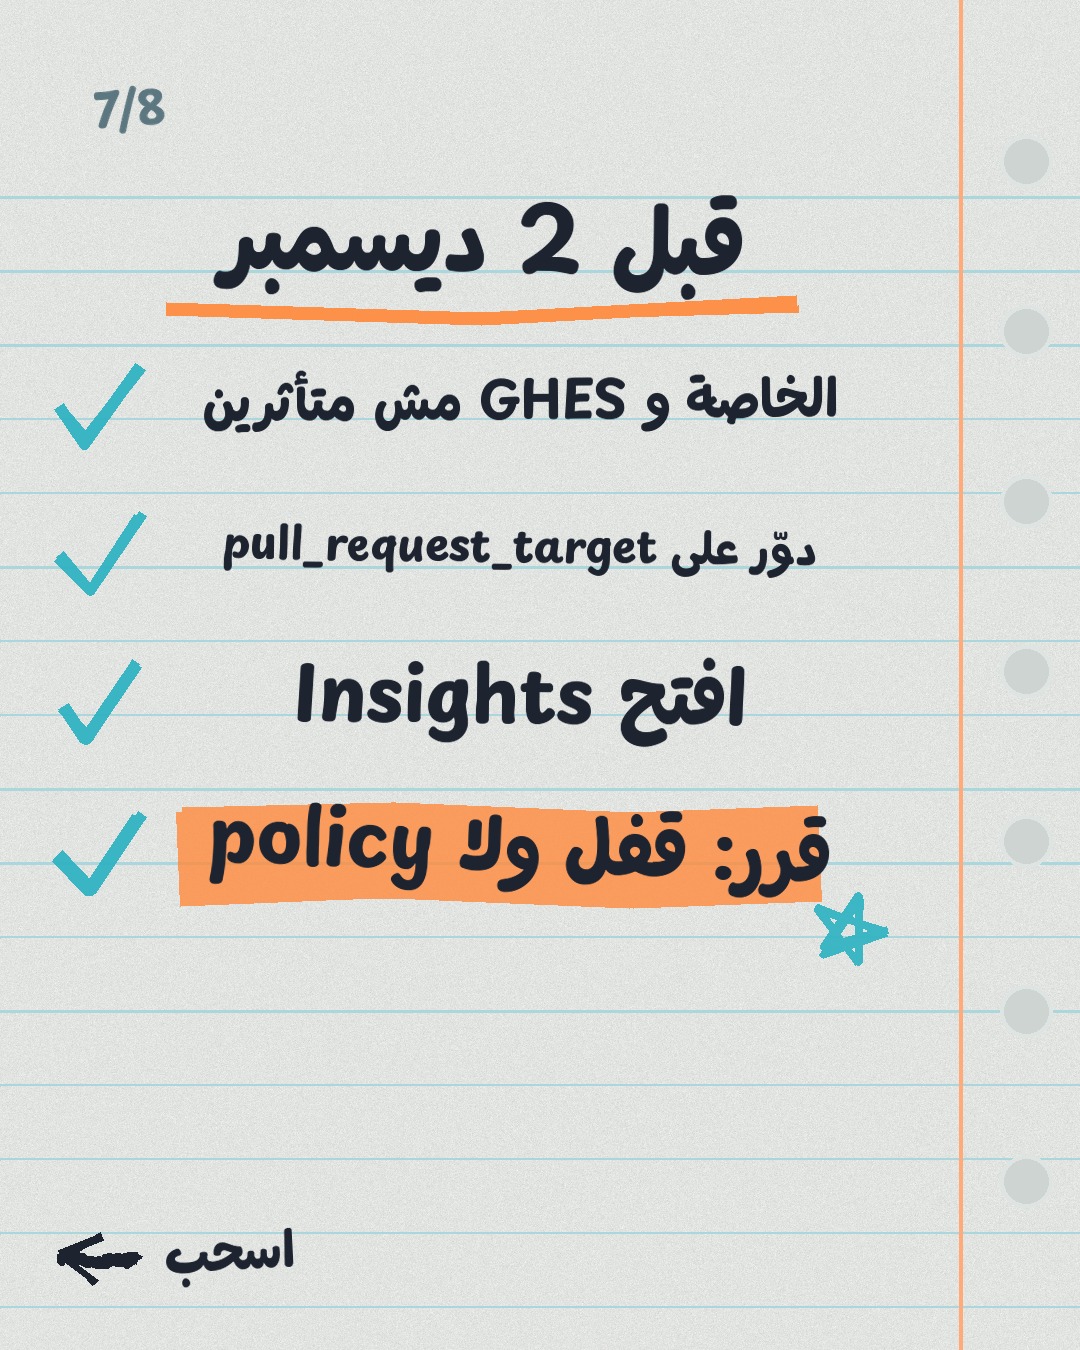 7/8
قبل 2 ديسمبر
الخاصة و GHES مش متأثرين
دوّر على pull_request_target
افتح Insights
قرر: قفل ولا policy
اسحب